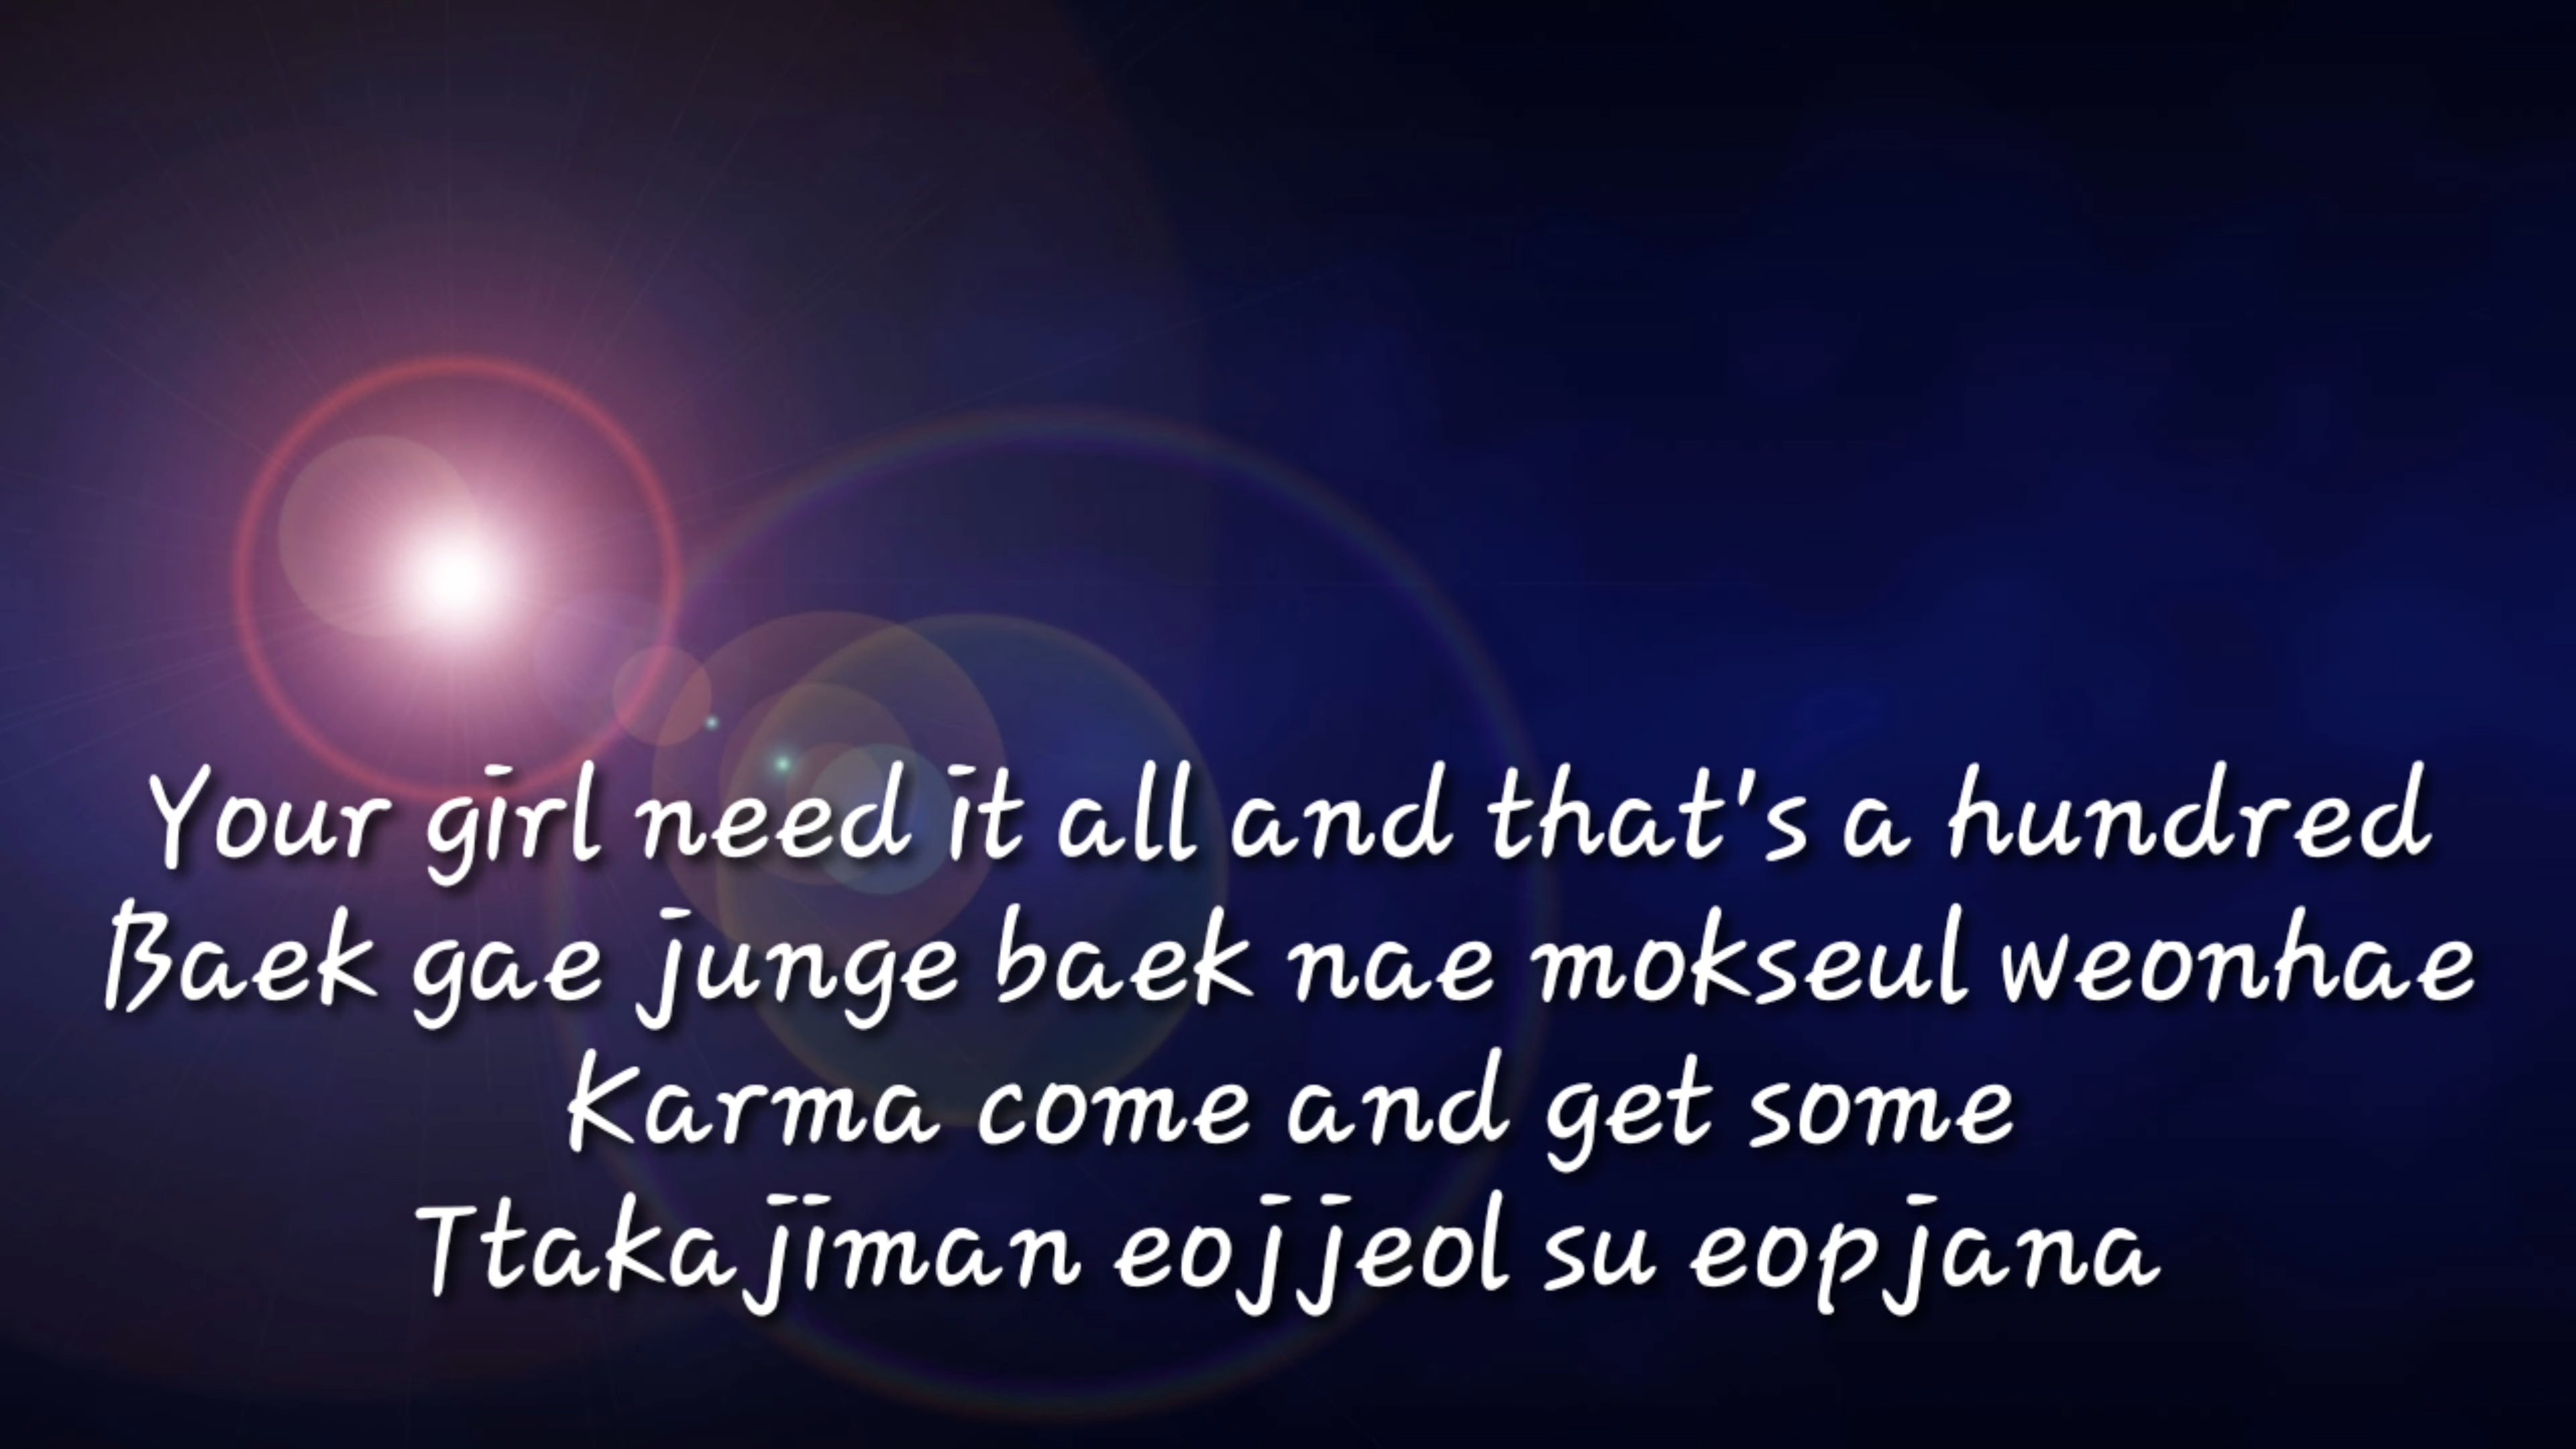 Your girl need it all and that's a hundred
Baek gae junge baek nae mokseul weonhae
Karma come and get some
Ttakajiman eojjeol su eopjana